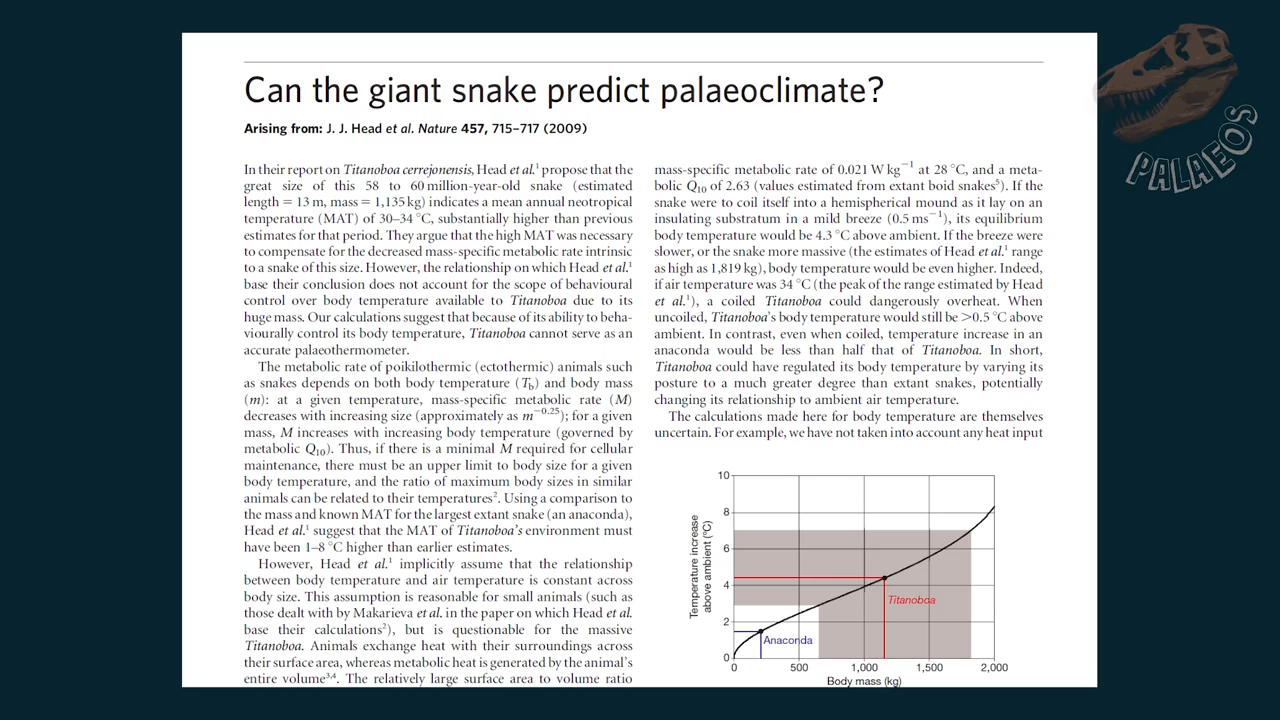 Can the giant snake predict palaeoclimate?
Arising from: J. J. Head et al. Nature 457, 715–717 (2009)
In their report on Titanoboa cerrejonensis, Head et al.¹ propose that the
great size of this 58 to 60 million-year-old snake (estimated
length = 13 m, mass = 1,135 kg) indicates a mean annual neotropical
temperature (MAT) of 30–34 °C, substantially higher than previous
estimates for that period. They argue that the high MAT was necessary
to compensate for the decreased mass-specific metabolic rate intrinsic
to a snake of this size. However, the relationship on which Head et al.¹
base their conclusion does not account for the scope of behavioural
control over body temperature available to Titanoboa due to its
huge mass. Our calculations suggest that because of its ability to beha-
viourally control its body temperature, Titanoboa cannot serve as an
accurate palaeothermometer.
The metabolic rate of poikilothermic (ectothermic) animals such
as snakes depends on both body temperature (Tb) and body mass
(m): at a given temperature, mass-specific metabolic rate (M)
decreases with increasing size (approximately as m⁻⁰·²⁵); for a given
mass, M increases with increasing body temperature (governed by
metabolic Q₁₀). Thus, if there is a minimal M required for cellular
maintenance, there must be an upper limit to body size for a given
body temperature, and the ratio of maximum body sizes in similar
animals can be related to their temperatures². Using a comparison to
the mass and known MAT for the largest extant snake (an anaconda),
Head et al.¹ suggest that the MAT of Titanoboa's environment must
have been 1–8 °C higher than earlier estimates.
However, Head et al.¹ implicitly assume that the relationship
between body temperature and air temperature is constant across
body size. This assumption is reasonable for small animals (such as
those dealt with by Makarieva et al. in the paper on which Head et al.
base their calculations²), but is questionable for the massive
Titanoboa. Animals exchange heat with their surroundings across
their surface area, whereas metabolic heat is generated by the animal's
entire volume³,⁴. The relatively large surface area to volume ratio
mass-specific metabolic rate of 0.021 W kg⁻¹ at 28 °C, and a meta-
bolic Q₁₀ of 2.63 (values estimated from extant boid snakes⁵). If the
snake were to coil itself into a hemispherical mound as it lay on an
insulating substratum in a mild breeze (0.5 ms⁻¹), its equilibrium
body temperature would be 4.3 °C above ambient. If the breeze were
slower, or the snake more massive (the estimates of Head et al.¹ range
as high as 1,819 kg), body temperature would be even higher. Indeed,
if air temperature was 34 °C (the peak of the range estimated by Head
et al.¹), a coiled Titanoboa could dangerously overheat. When
uncoiled, Titanoboa's body temperature would still be >0.5 °C above
ambient. In contrast, even when coiled, temperature increase in an
anaconda would be less than half that of Titanoboa. In short,
Titanoboa could have regulated its body temperature by varying its
posture to a much greater degree than extant snakes, potentially
changing its relationship to ambient air temperature.
The calculations made here for body temperature are themselves
uncertain. For example, we have not taken into account any heat input
Temperature increase
above ambient (°C)
10
8
6
4
2
0
Titanoboa
Anaconda
0 500 1,000 1,500 2,000
Body mass (kg)
PALAEOS